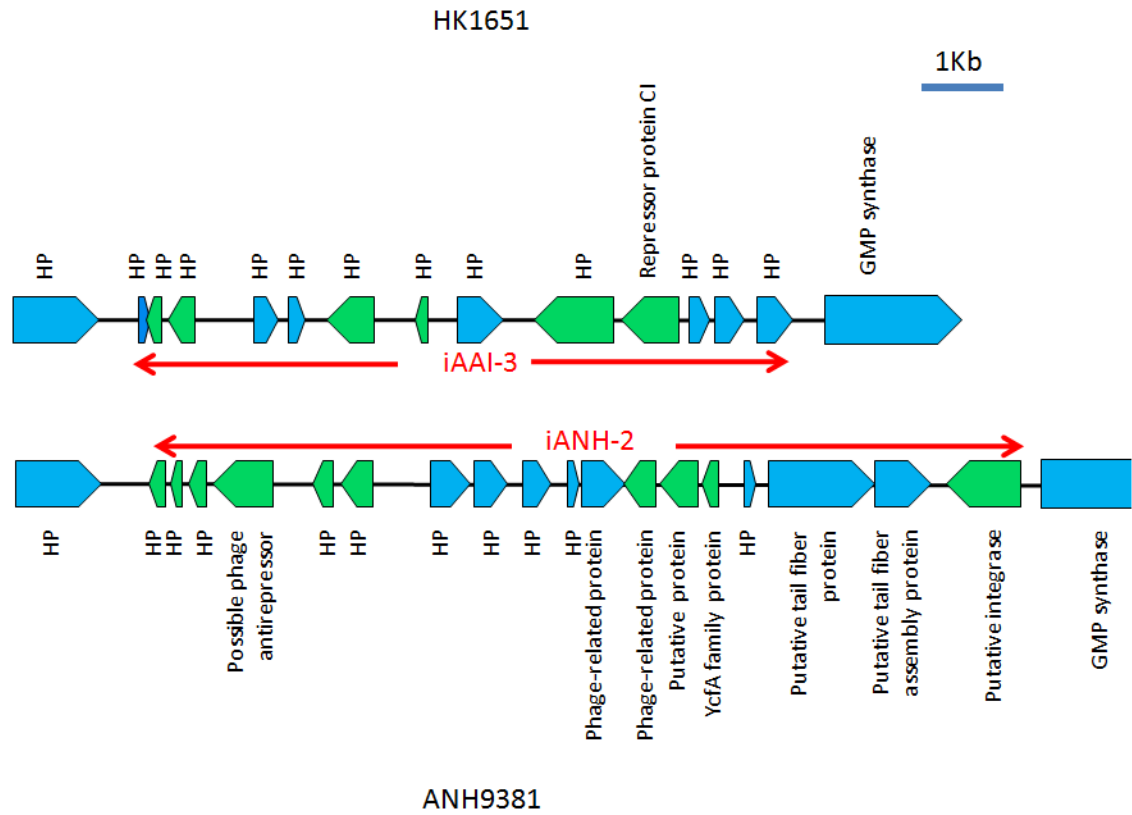 HK1651
1Kb
HP
HP
HP
HP
HP
HP
HP
HP
HP
HP
Repressor protein CI
HP
HP
HP
GMP synthase
iAAI-3
iANH-2
HP
HP
HP
HP
Possible phage
antirepressor
HP
HP
HP
HP
HP
HP
Phage-related protein
Phage-related protein
Putative protein
YcfA family protein
HP
Putative tail fiber
protein
Putative tail fiber
assembly protein
Putative integrase
GMP synthase
ANH9381